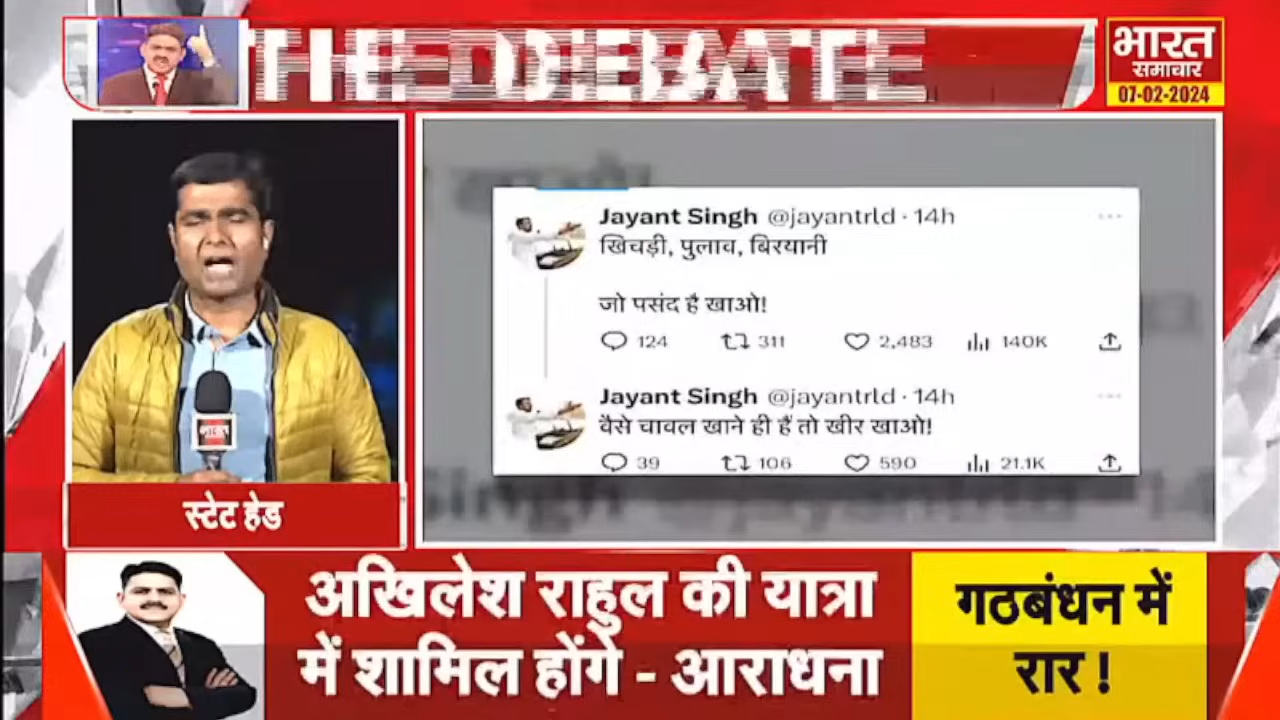 THE DEBATE
भारत
समाचार
07-02-2024
Jayant Singh @jayantrld · 14h
खिचड़ी, पुलाव, बिरयानी
जो पसंद है खाओ!
124 311 2,483 140K
Jayant Singh @jayantrld · 14h
वैसे चावल खाने ही हैं तो खीर खाओ!
39 106 590 21.1K
भारत
स्टेट हेड
अखिलेश राहुल की यात्रा
में शामिल होंगे - आराधना
गठबंधन में
रार !